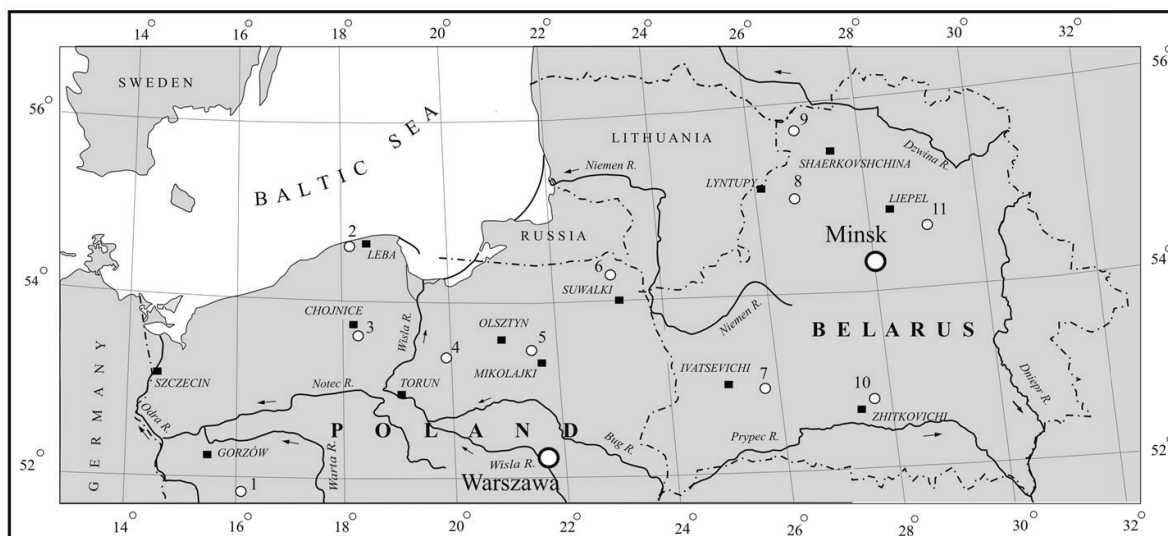 14° 16° 18° 20° 22° 24° 26° 28° 30° 32°
SWEDEN
56° 56°
BALTIC SEA
LITHUANIA
9
SHAERKOVSHCHINA
Dzwina R.
Niemen R.
LYNTUPY
8
LIEPEL
11
RUSSIA
Minsk
2
LEBA
54° 54°
6
SUWALKI
Niemen R.
BELARUS
CHOJNICE
3
Wisla R.
OLSZTYN
4
5
MIKOLAJKI
IVATSEVICHI
7
10
ZHITKOVICHI
Dniepr R.
GERMANY
SZCZECIN
Notec R.
TORUN
Odra R.
POLAND
Bug R.
Prypec R.
52° 52°
GORZÓW
Warta R.
Wisla R.
Warszawa
1
14° 16° 18° 20° 22° 24° 26° 28° 30° 32°